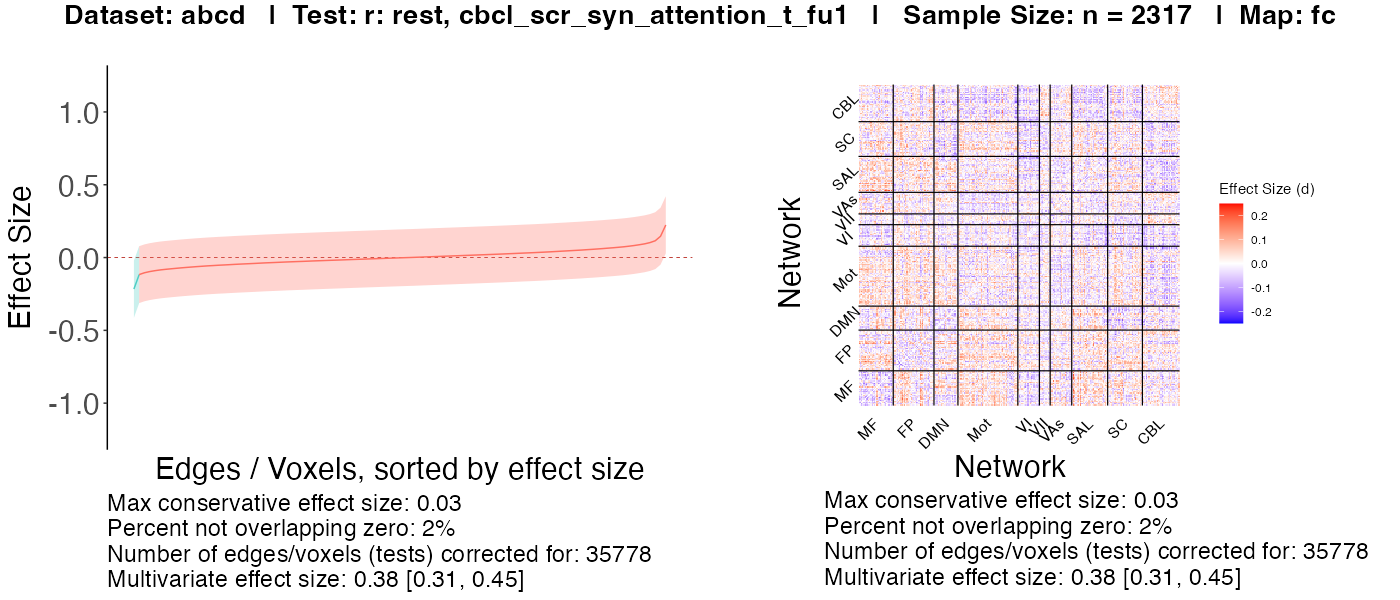 Dataset: abcd | Test: r: rest, cbcl_scr_syn_attention_t_fu1 | Sample Size: n = 2317 | Map: fc
Effect Size
1.0
0.5
0.0
-0.5
-1.0
Edges / Voxels, sorted by effect size
Max conservative effect size: 0.03
Percent not overlapping zero: 2%
Number of edges/voxels (tests) corrected for: 35778
Multivariate effect size: 0.38 [0.31, 0.45]
Network
CBL
SC
SAL
VAs
VII
VI
Mot
DMN
FP
MF
MF
FP
DMN
Mot
VI
VII
VAs
SAL
SC
CBL
Network
Effect Size (d)
0.2
0.1
0.0
-0.1
-0.2
Max conservative effect size: 0.03
Percent not overlapping zero: 2%
Number of edges/voxels (tests) corrected for: 35778
Multivariate effect size: 0.38 [0.31, 0.45]